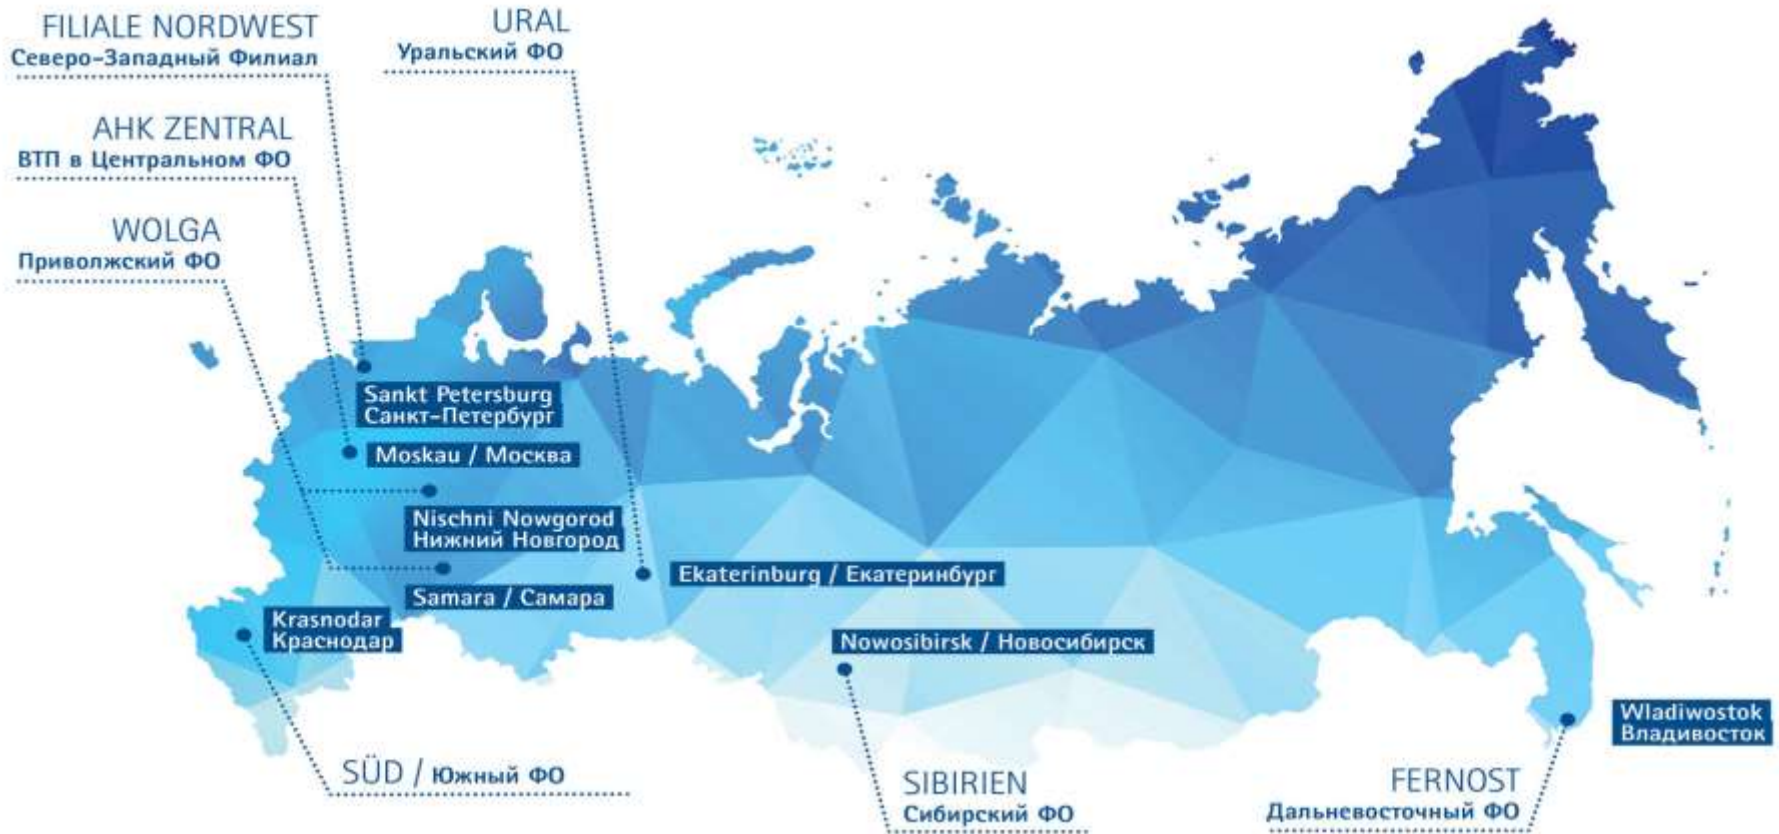 FILIALE NORDWEST
Северо-Западный Филиал
URAL
Уральский ФО
AHK ZENTRAL
ВТП в Центральном ФО
WOLGA
Приволжский ФО
Sankt Petersburg
Санкт-Петербург
Moskau / Москва
Nischni Nowgorod
Нижний Новгород
Ekaterinburg / Екатеринбург
Samara / Самара
Krasnodar
Краснодар
Nowosibirsk / Новосибирск
Wladiwostok
Владивосток
SÜD / Южный ФО
SIBIRIEN
Сибирский ФО
FERNOST
Дальневосточный ФО